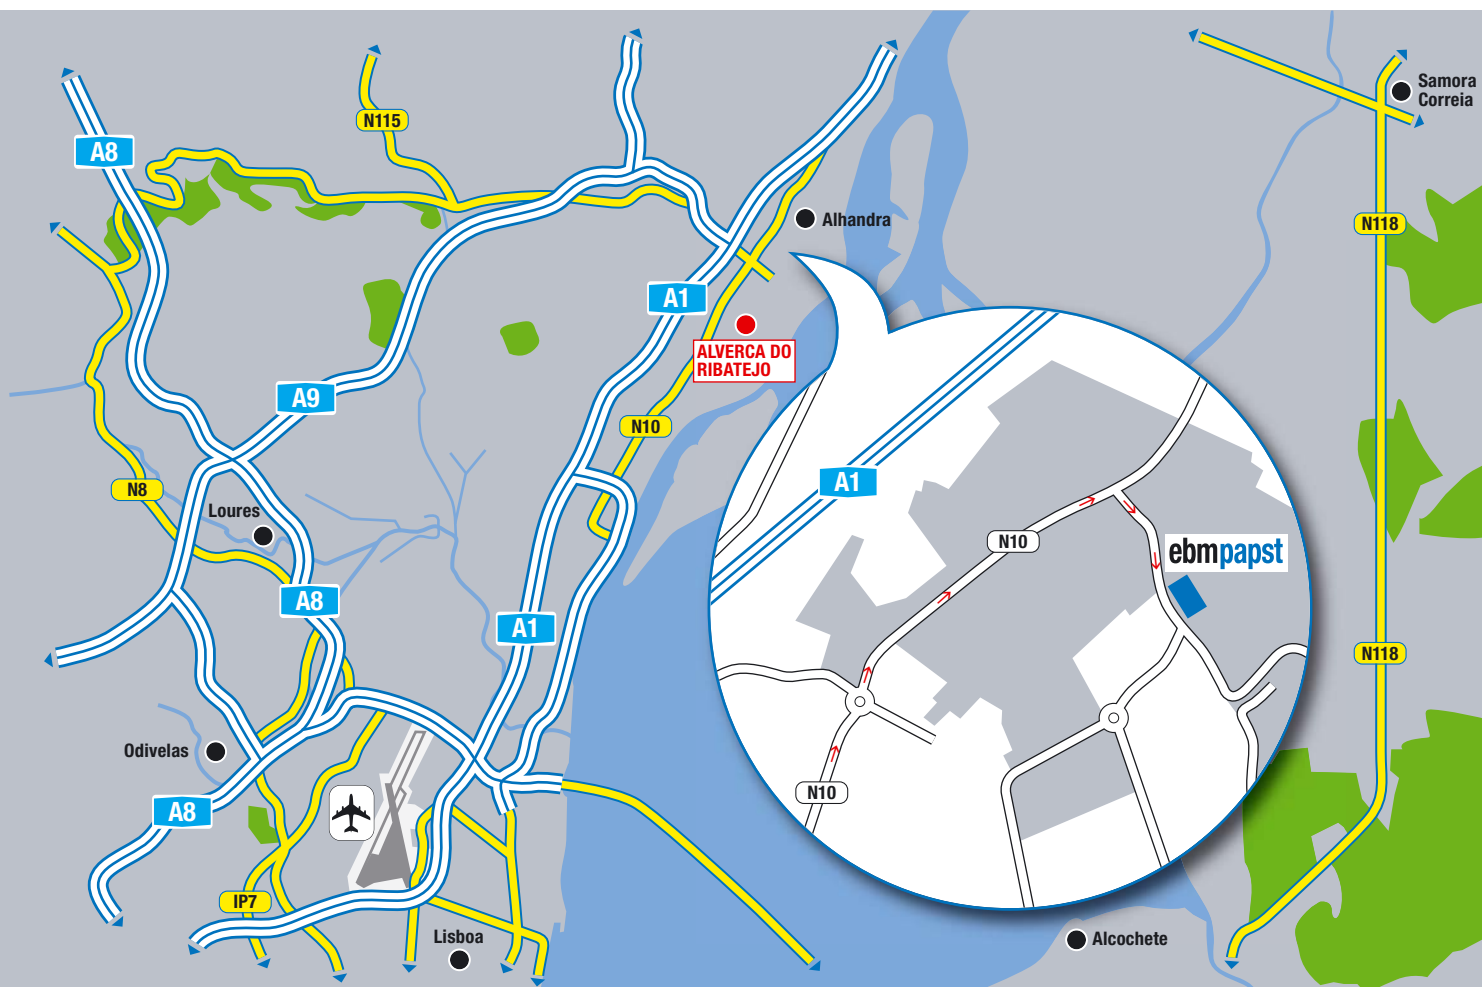 Samora
Correia
N115
A8
N118
Alhandra
A1
ALVERCA DO
RIBATEJO
A9
N10
A1
N8
Loures
N10
ebmpapst
A8
A1
N118
Odivelas
N10
A8
IP7
Lisboa
Alcochete